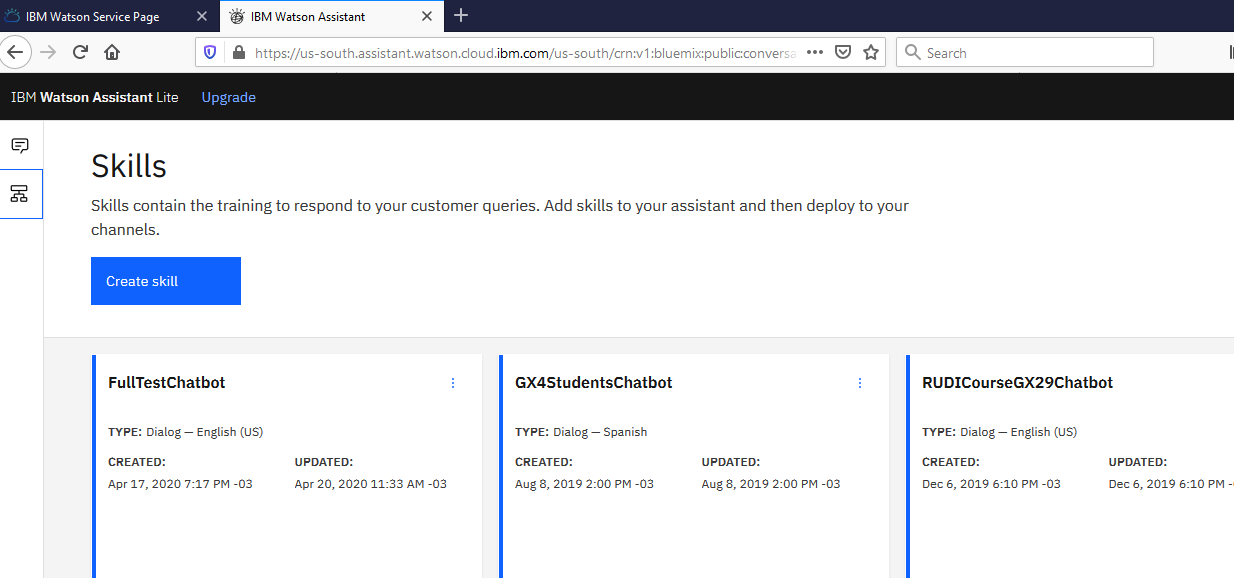 IBM Watson Service Page
IBM Watson Assistant
https://us-south.assistant.watson.cloud.ibm.com/us-south/crn:v1:bluemix:public:conversa
Search
IBM Watson Assistant Lite Upgrade
Skills
Skills contain the training to respond to your customer queries. Add skills to your assistant and then deploy to your
channels.
Create skill
FullTestChatbot
TYPE: Dialog — English (US)
CREATED: UPDATED:
Apr 17, 2020 7:17 PM -03 Apr 20, 2020 11:33 AM -03
GX4StudentsChatbot
TYPE: Dialog — Spanish
CREATED: UPDATED:
Aug 8, 2019 2:00 PM -03 Aug 8, 2019 2:00 PM -03
RUDICourseGX29Chatbot
TYPE: Dialog — English (US)
CREATED: UPDATED:
Dec 6, 2019 6:10 PM -03 Dec 6, 2019 6:10 PM